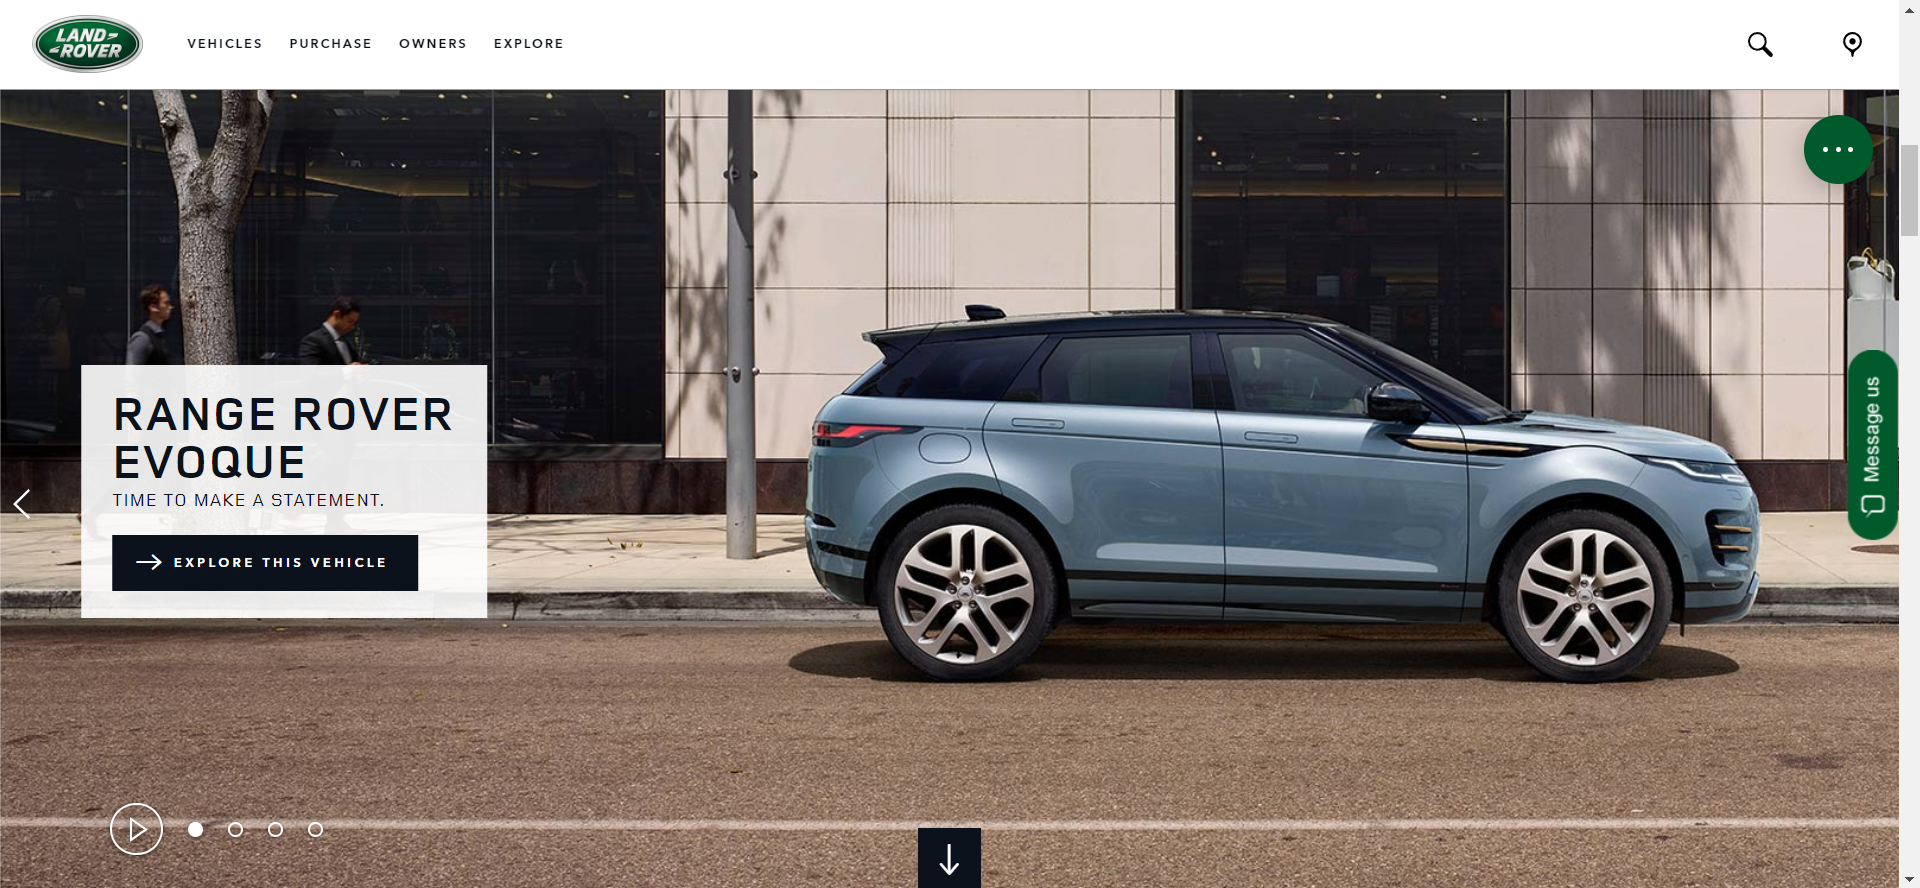 LAND
ROVER
VEHICLES PURCHASE OWNERS EXPLORE
RANGE ROVER
EVOQUE
TIME TO MAKE A STATEMENT.
EXPLORE THIS VEHICLE
Message us